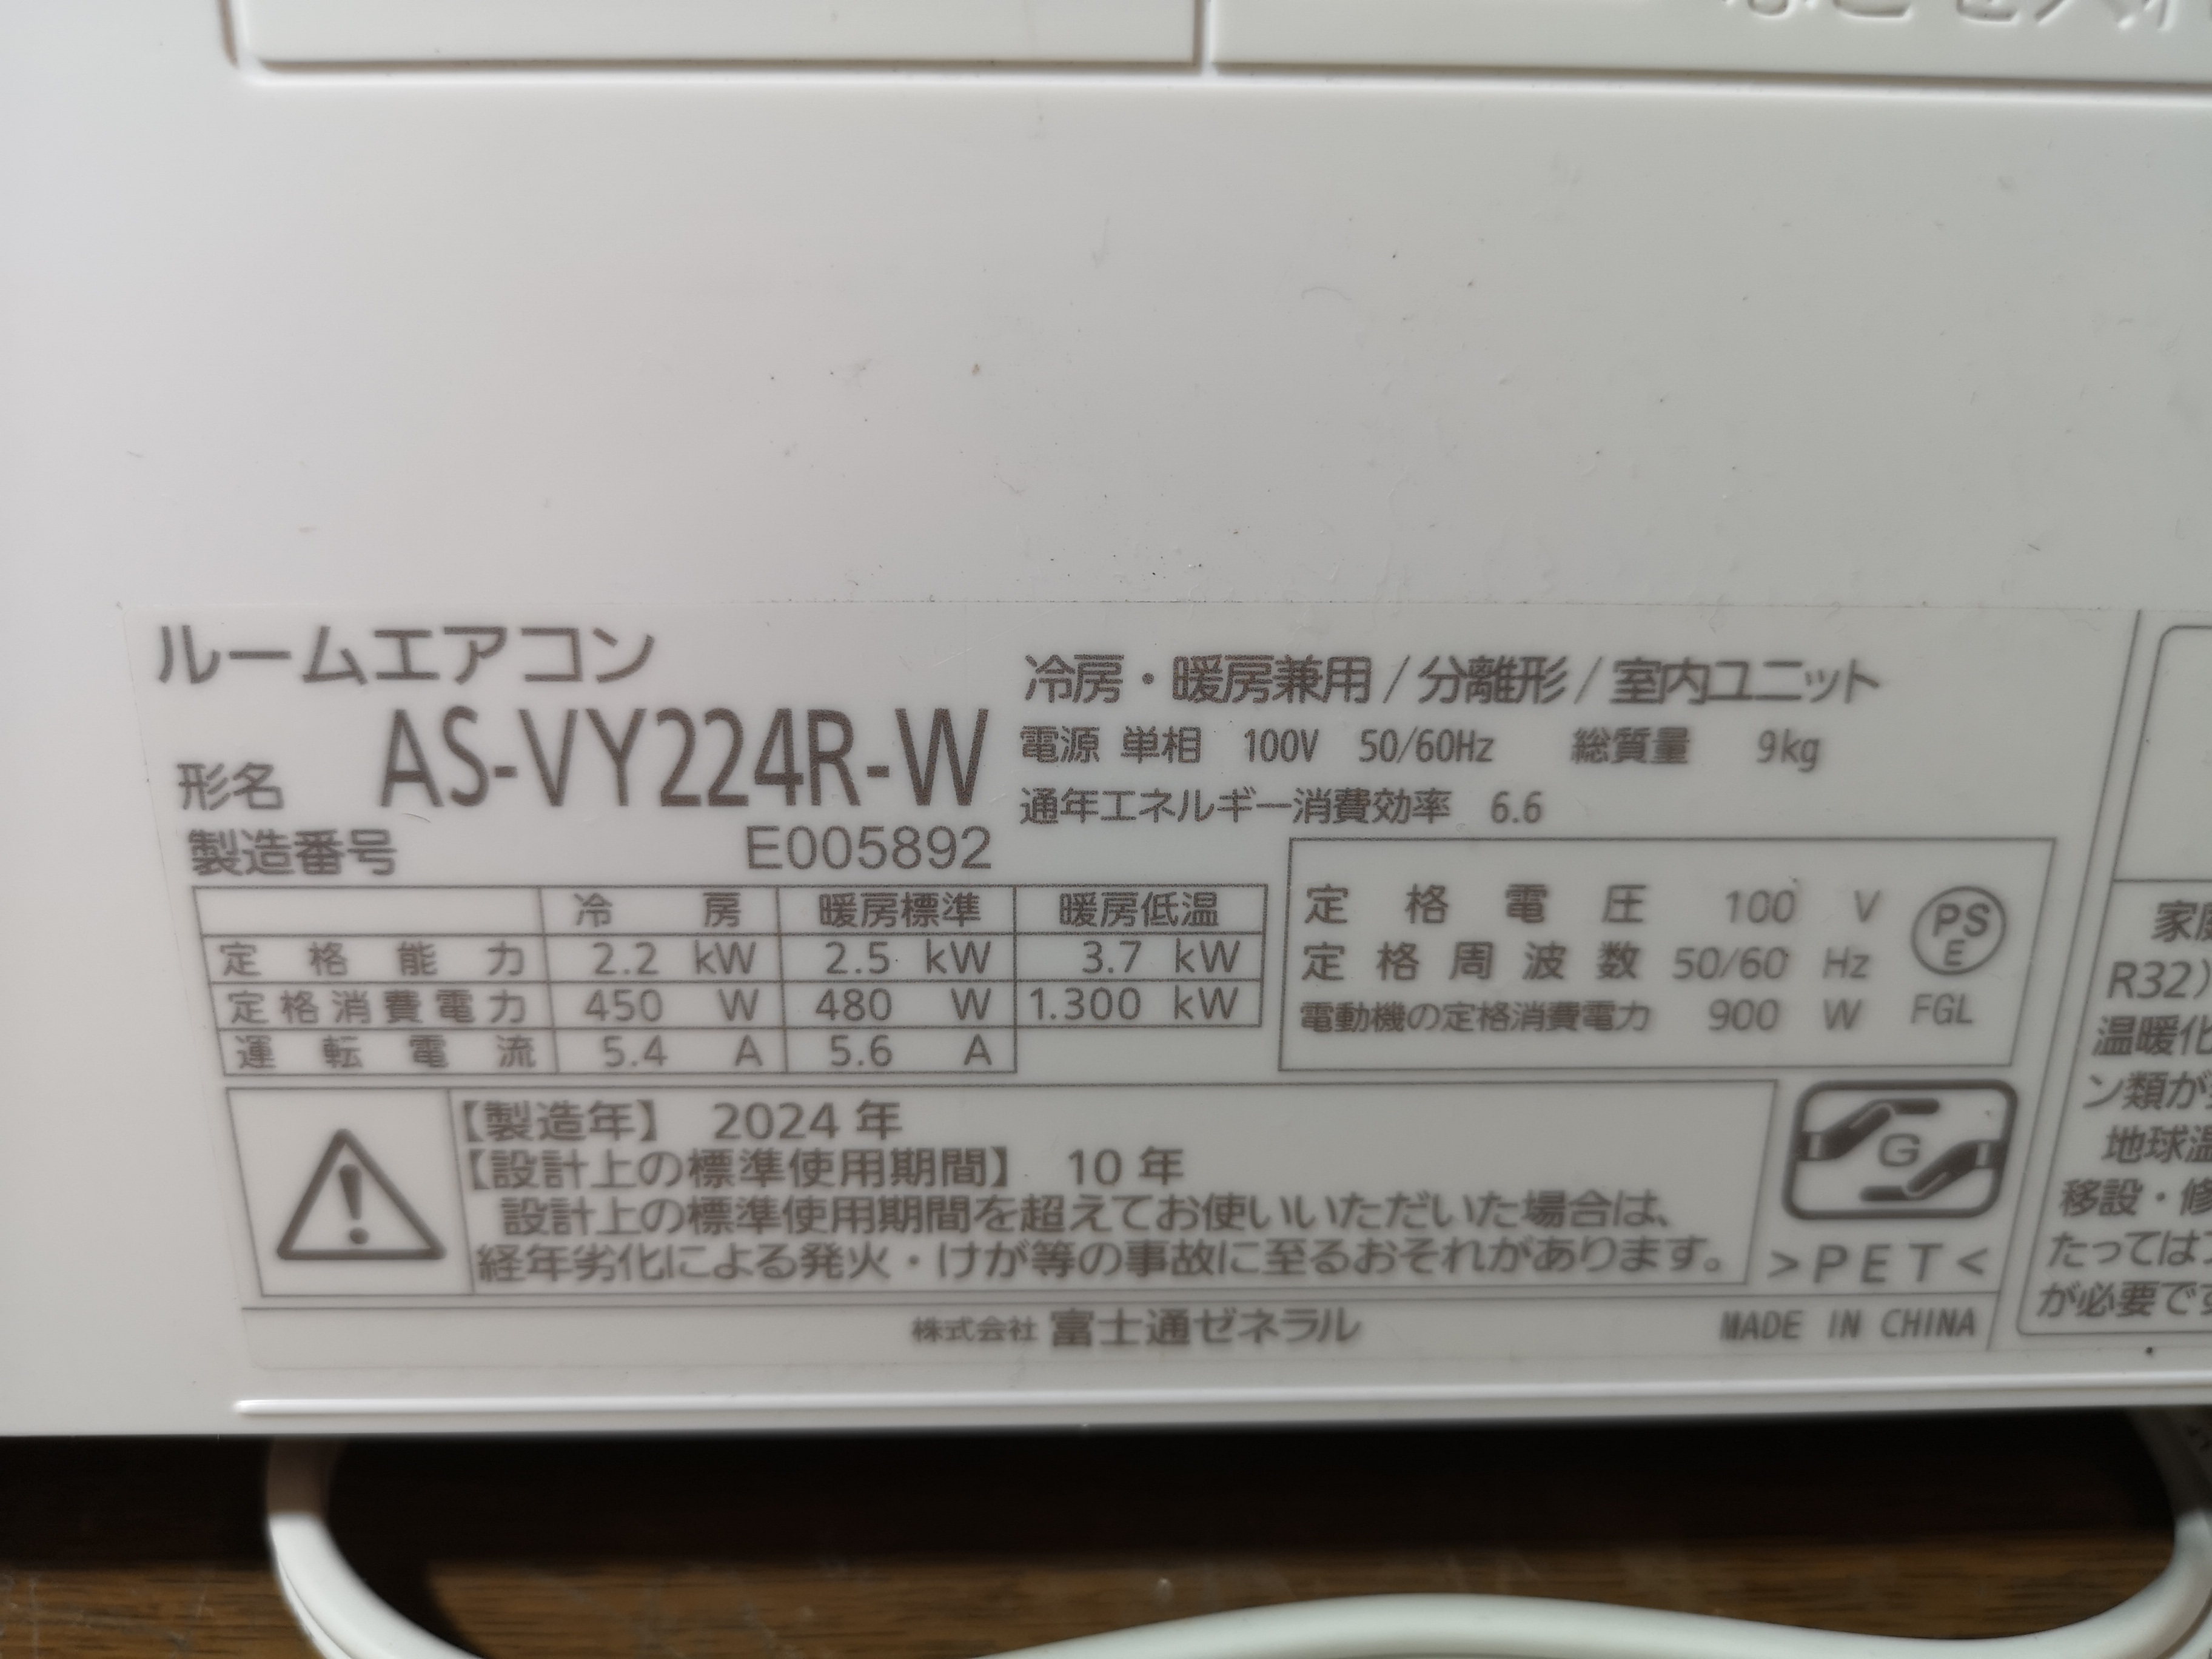 ルームエアコン
形名 AS-VY224R-W
製造番号 E005892
冷房・暖房兼用/分離形/室内ユニット
電源 単相 100V 50/60Hz 総質量 9kg
通年エネルギー消費効率 6.6
冷房 暖房標準 暖房低温
定格能力 2.2 kW 2.5 kW 3.7 kW
定格消費電力 450 W 480 W 1.300 kW
運転電流 5.4 A 5.6 A
定格電圧 100 V
定格周波数 50/60 Hz
電動機の定格消費電力 900 W
PS
E
FGL
【製造年】 2024 年
【設計上の標準使用期間】 10 年
設計上の標準使用期間を超えてお使いいただいた場合は、
経年劣化による発火・けが等の事故に至るおそれがあります。
G
>PET<
株式会社 富士通ゼネラル
MADE IN CHINA
家庭
R32)
温暖化
ン類が
地球温
移設・修
たっては
が必要です